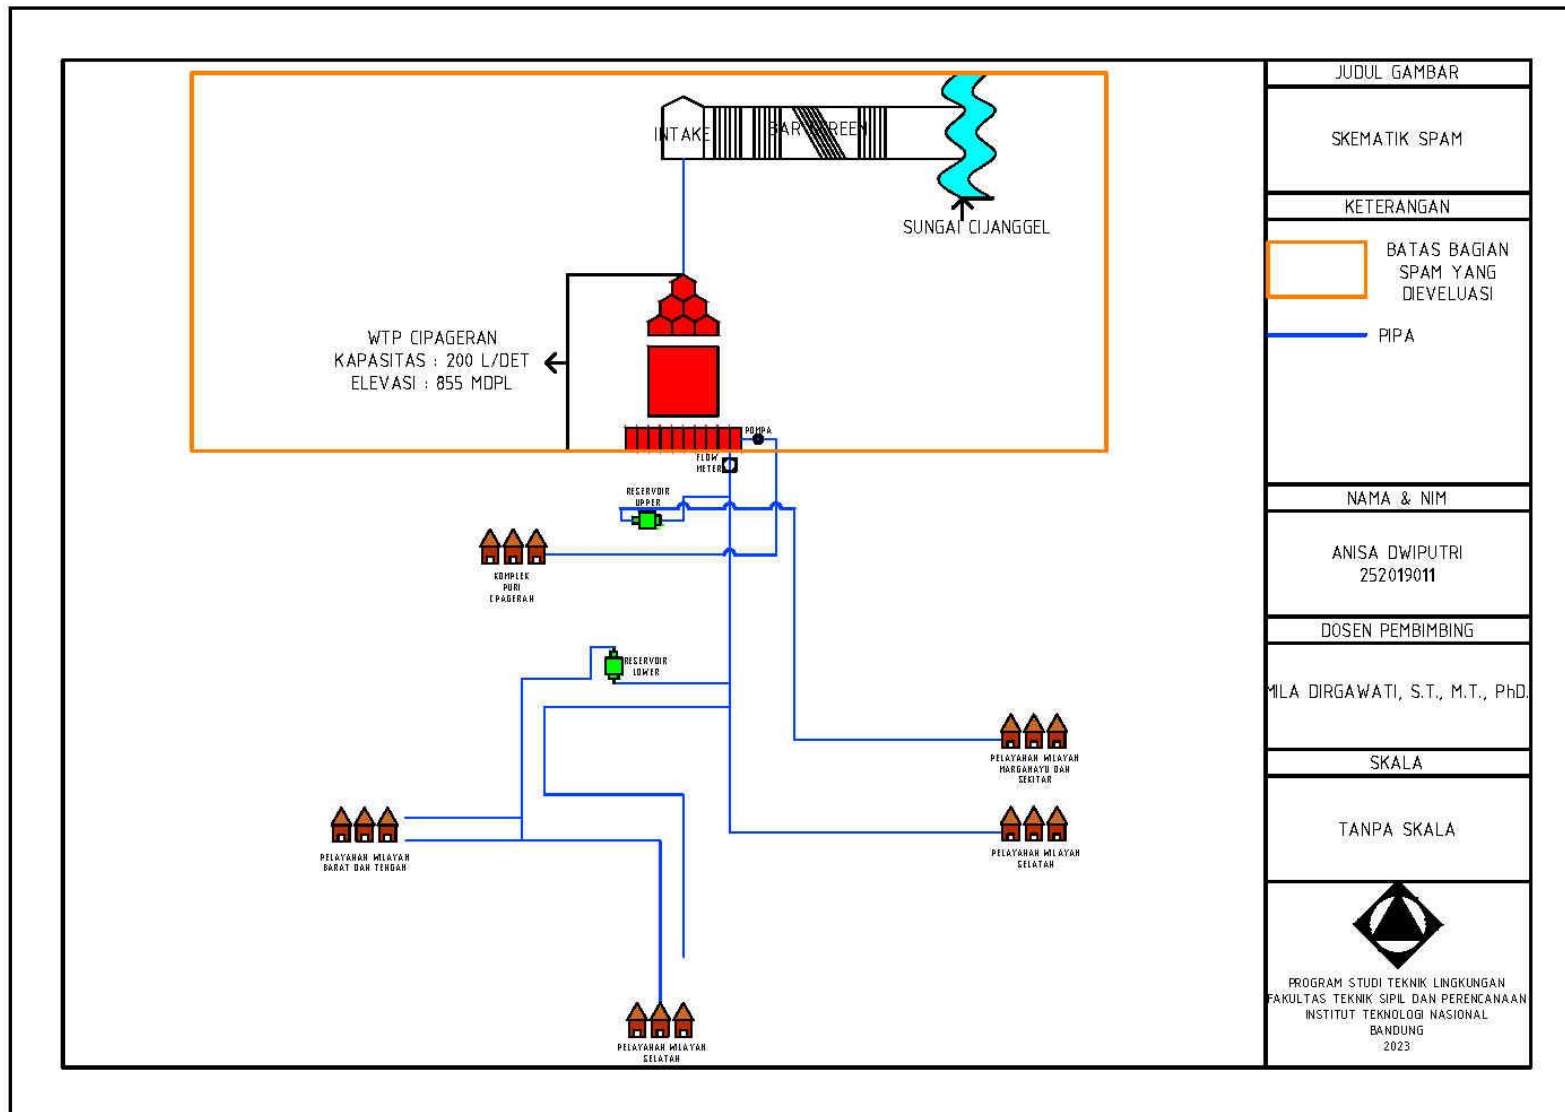 INTAKE
BAR SCREEN
SUNGAI CIJANGGEL
WTP CIPAGERAN
KAPASITAS : 200 L/DET
ELEVASI : 855 MDPL
POMPA
FLOW
METER
RESERVOIR
UPPER
KOMPLEK
PURI
CIPAGERAN
RESERVOIR
LOWER
PELAYANAN WILAYAH
MARGAHAYU DAN
SEKITAR
PELAYANAN WILAYAH
BARAT DAN TENGAH
PELAYANAN WILAYAH
SELATAN
PELAYANAN WILAYAH
SELATAN
JUDUL GAMBAR
SKEMATIK SPAM
KETERANGAN
BATAS BAGIAN
SPAM YANG
DIEVELUASI
PIPA
NAMA & NIM
ANISA DWIPUTRI
252019011
DOSEN PEMBIMBING
MILA DIRGAWATI, S.T., M.T., PhD.
SKALA
TANPA SKALA
PROGRAM STUDI TEKNIK LINGKUNGAN
FAKULTAS TEKNIK SIPIL DAN PERENCANAAN
INSTITUT TEKNOLOGI NASIONAL
BANDUNG
2023